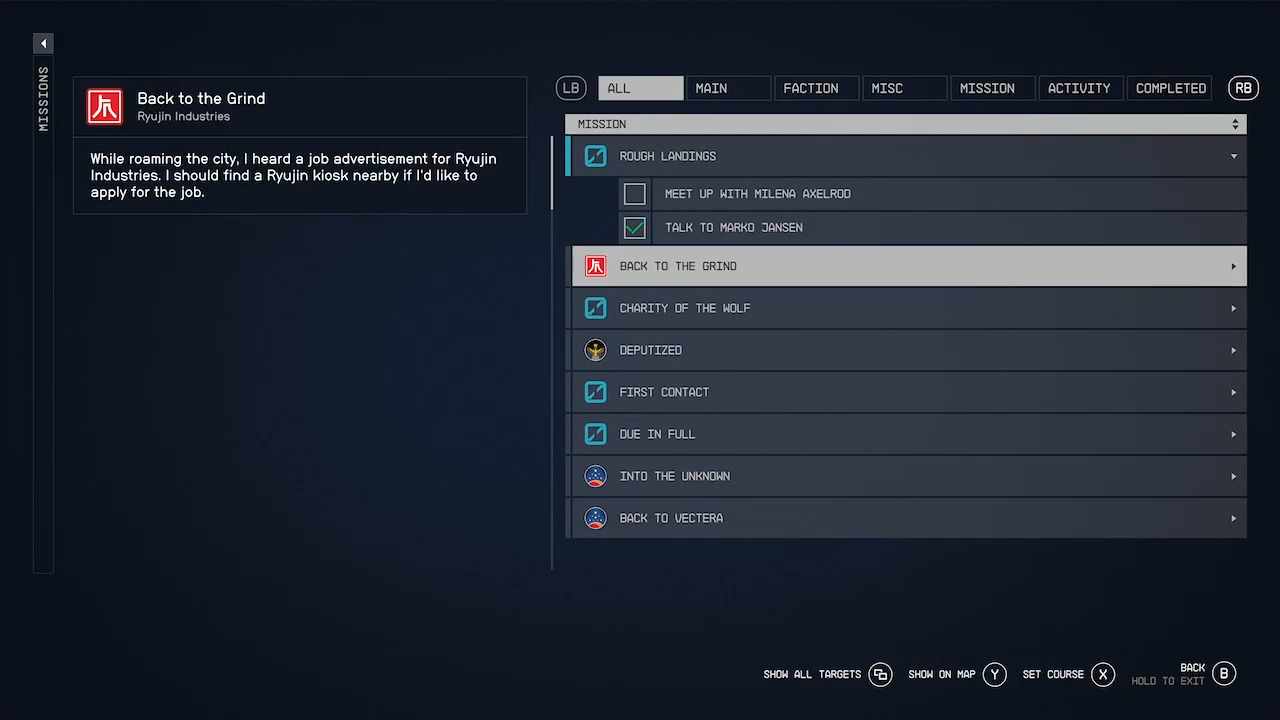 MISSIONS
Back to the Grind
Ryujin Industries
While roaming the city, I heard a job advertisement for Ryujin
Industries. I should find a Ryujin kiosk nearby if I'd like to
apply for the job.
LB ALL MAIN FACTION MISC MISSION ACTIVITY COMPLETED RB
MISSION
ROUGH LANDINGS
MEET UP WITH MILENA AXELROD
TALK TO MARKO JANSEN
BACK TO THE GRIND
CHARITY OF THE WOLF
DEPUTIZED
FIRST CONTACT
DUE IN FULL
INTO THE UNKNOWN
BACK TO VECTERA
SHOW ALL TARGETS SHOW ON MAP Y SET COURSE X BACK B
HOLD TO EXIT